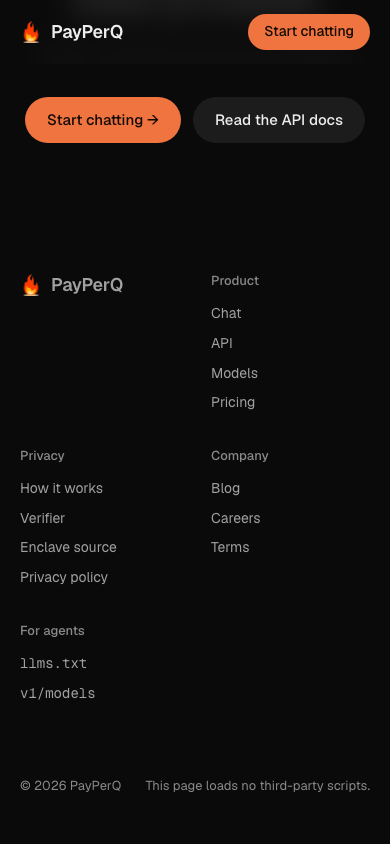 PayPerQ
Start chatting
Start chatting →
Read the API docs
PayPerQ
Product
Chat
API
Models
Pricing
Privacy
How it works
Verifier
Enclave source
Privacy policy
Company
Blog
Careers
Terms
For agents
llms.txt
v1/models
© 2026 PayPerQ
This page loads no third-party scripts.